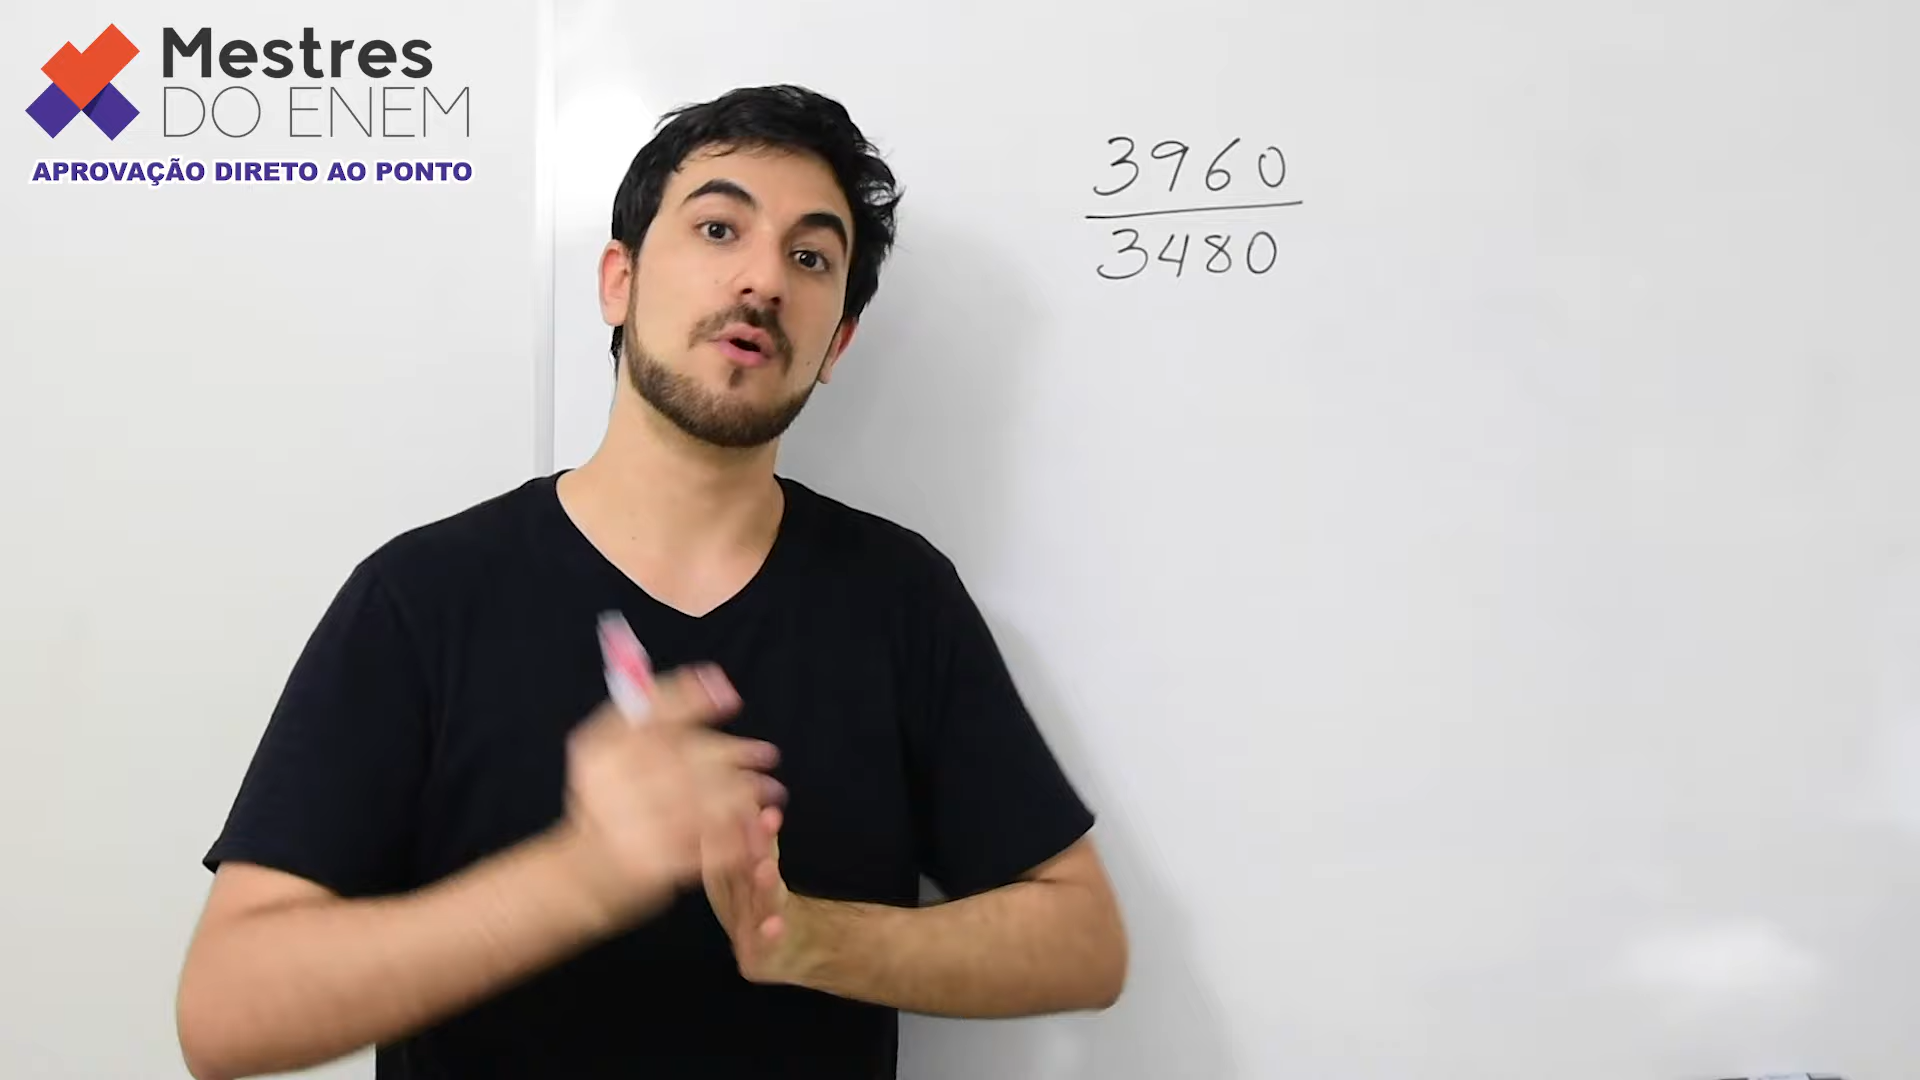 Mestres
DO ENEM
APROVAÇÃO DIRETO AO PONTO
3960
3480